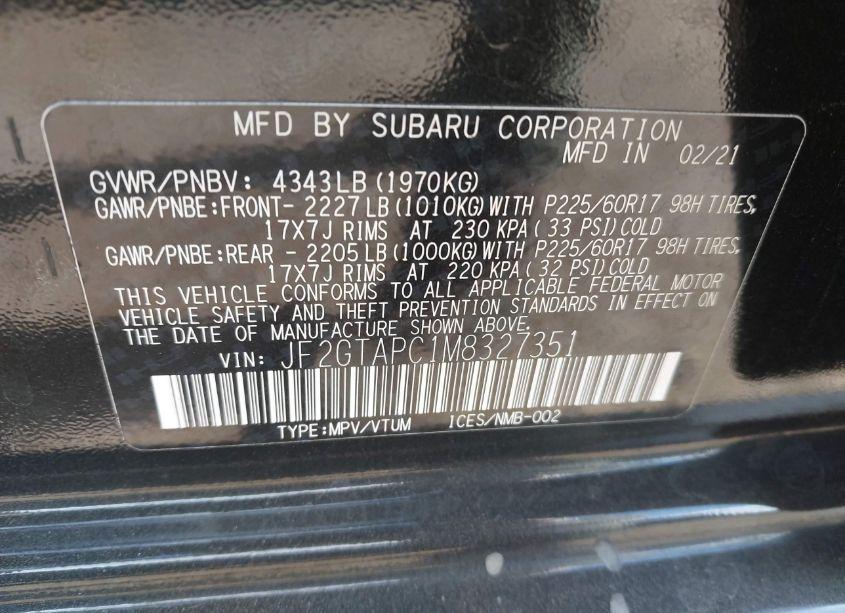 MFD BY SUBARU CORPORATION
MFD IN 02/21
GVWR/PNBV: 4343LB(1970KG)
GAWR/PNBE:FRONT- 2227LB(1010KG)WITH P225/60R17 98H TIRES,
17X7J RIMS AT 230 KPA( 33 PSI)COLD
GAWR/PNBE:REAR - 2205LB(1000KG)WITH P225/60R17 98H TIRES,
17X7J RIMS AT 220 KPA( 32 PSI)COLD
THIS VEHICLE CONFORMS TO ALL APPLICABLE FEDERAL MOTOR
VEHICLE SAFETY AND THEFT PREVENTION STANDARDS IN EFFECT ON
THE DATE OF MANUFACTURE SHOWN ABOVE.
VIN: JF2GTAPC1M8327351
TYPE:MPV/VTUM ICES/NMB-002